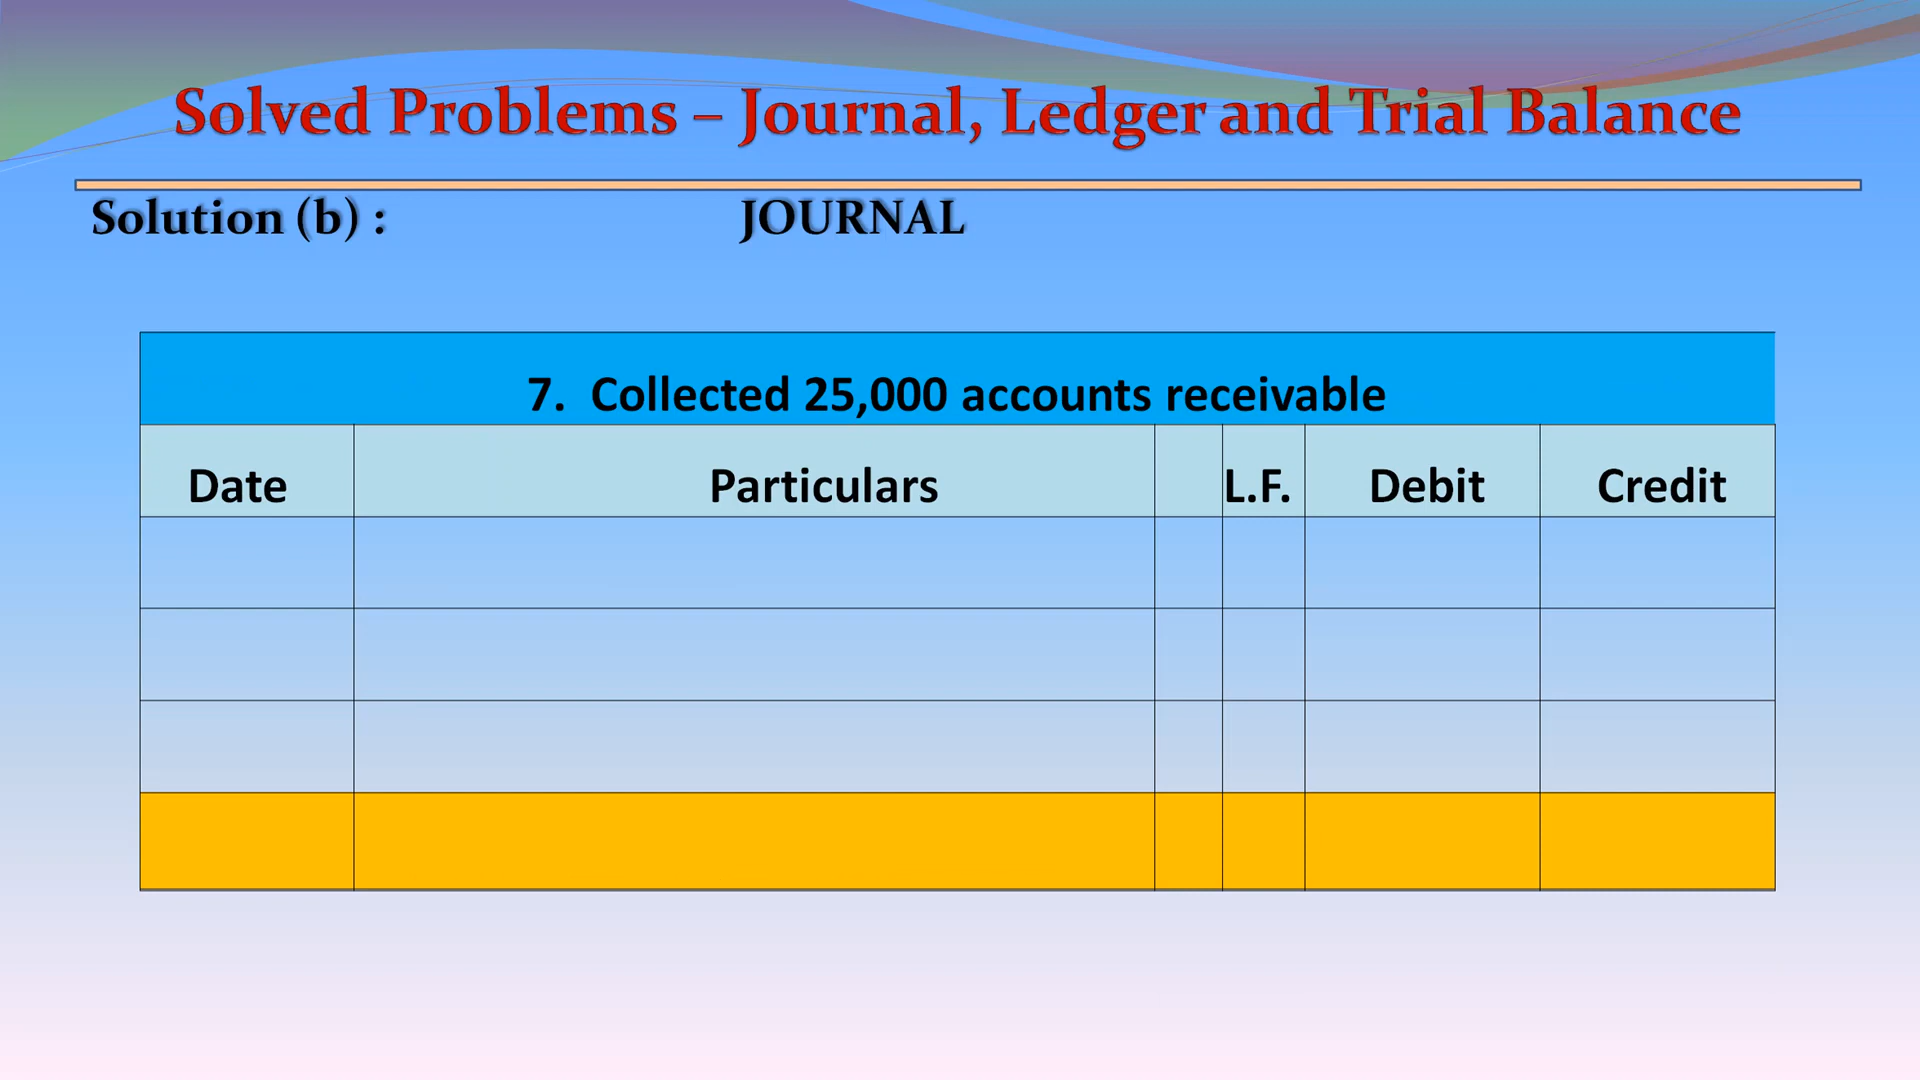 Solved Problems – Journal, Ledger and Trial Balance
Solution (b) : JOURNAL
7. Collected 25,000 accounts receivable
Date Particulars L.F. Debit Credit